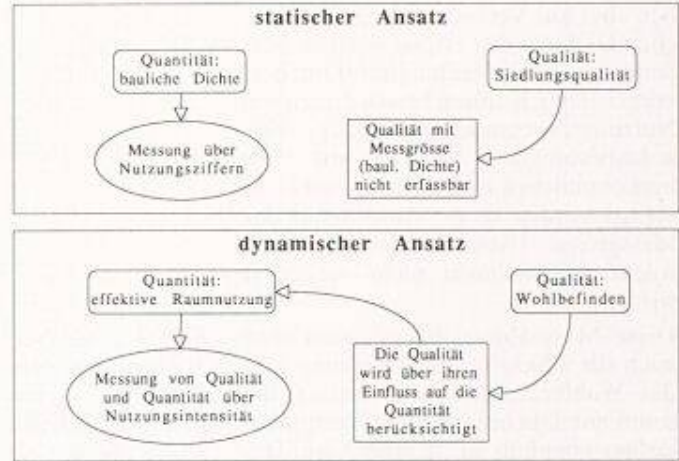 statischer Ansatz
Quantität:
bauliche Dichte
Qualität:
Siedlungsqualität
Messung über
Nutzungsziffern
Qualität mit
Messgrösse
(baul. Dichte)
nicht erfassbar
dynamischer Ansatz
Quantität:
effektive Raumnutzung
Qualität:
Wohlbefinden
Messung von Qualität
und Quantität über
Nutzungsintensität
Die Qualität
wird über ihren
Einfluss auf die
Quantität
berücksichtigt